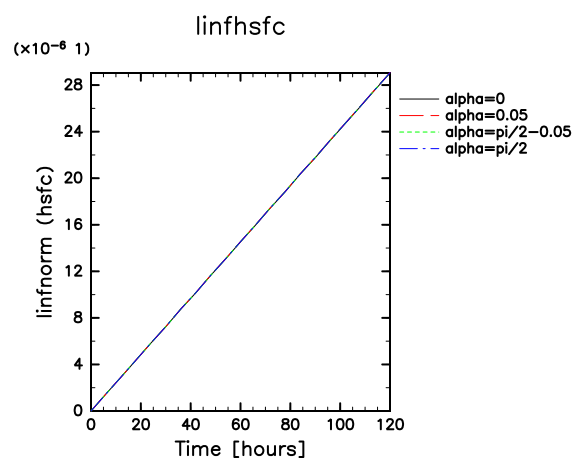 linfhsfc
(×10⁻⁶ 1)
28
24
20
16
12
8
4
0
linfnorm (hsfc)
0 20 40 60 80 100 120
Time [hours]
alpha=0
alpha=0.05
alpha=pi/2−0.05
alpha=pi/2